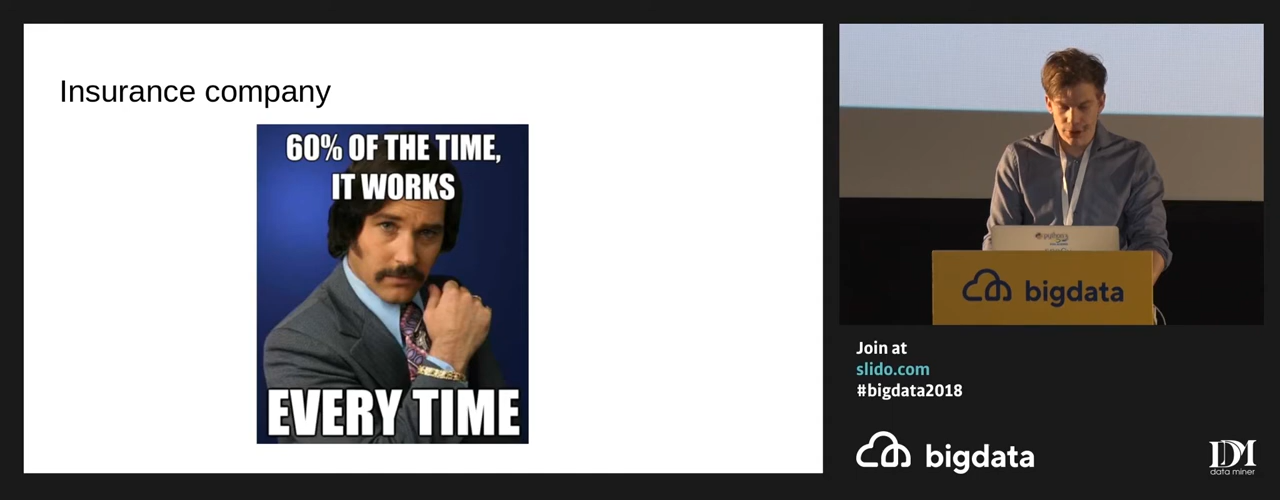 Insurance company
60% OF THE TIME,
IT WORKS
EVERY TIME
bigdata
Join at
slido.com
#bigdata2018
bigdata
DM
data miner